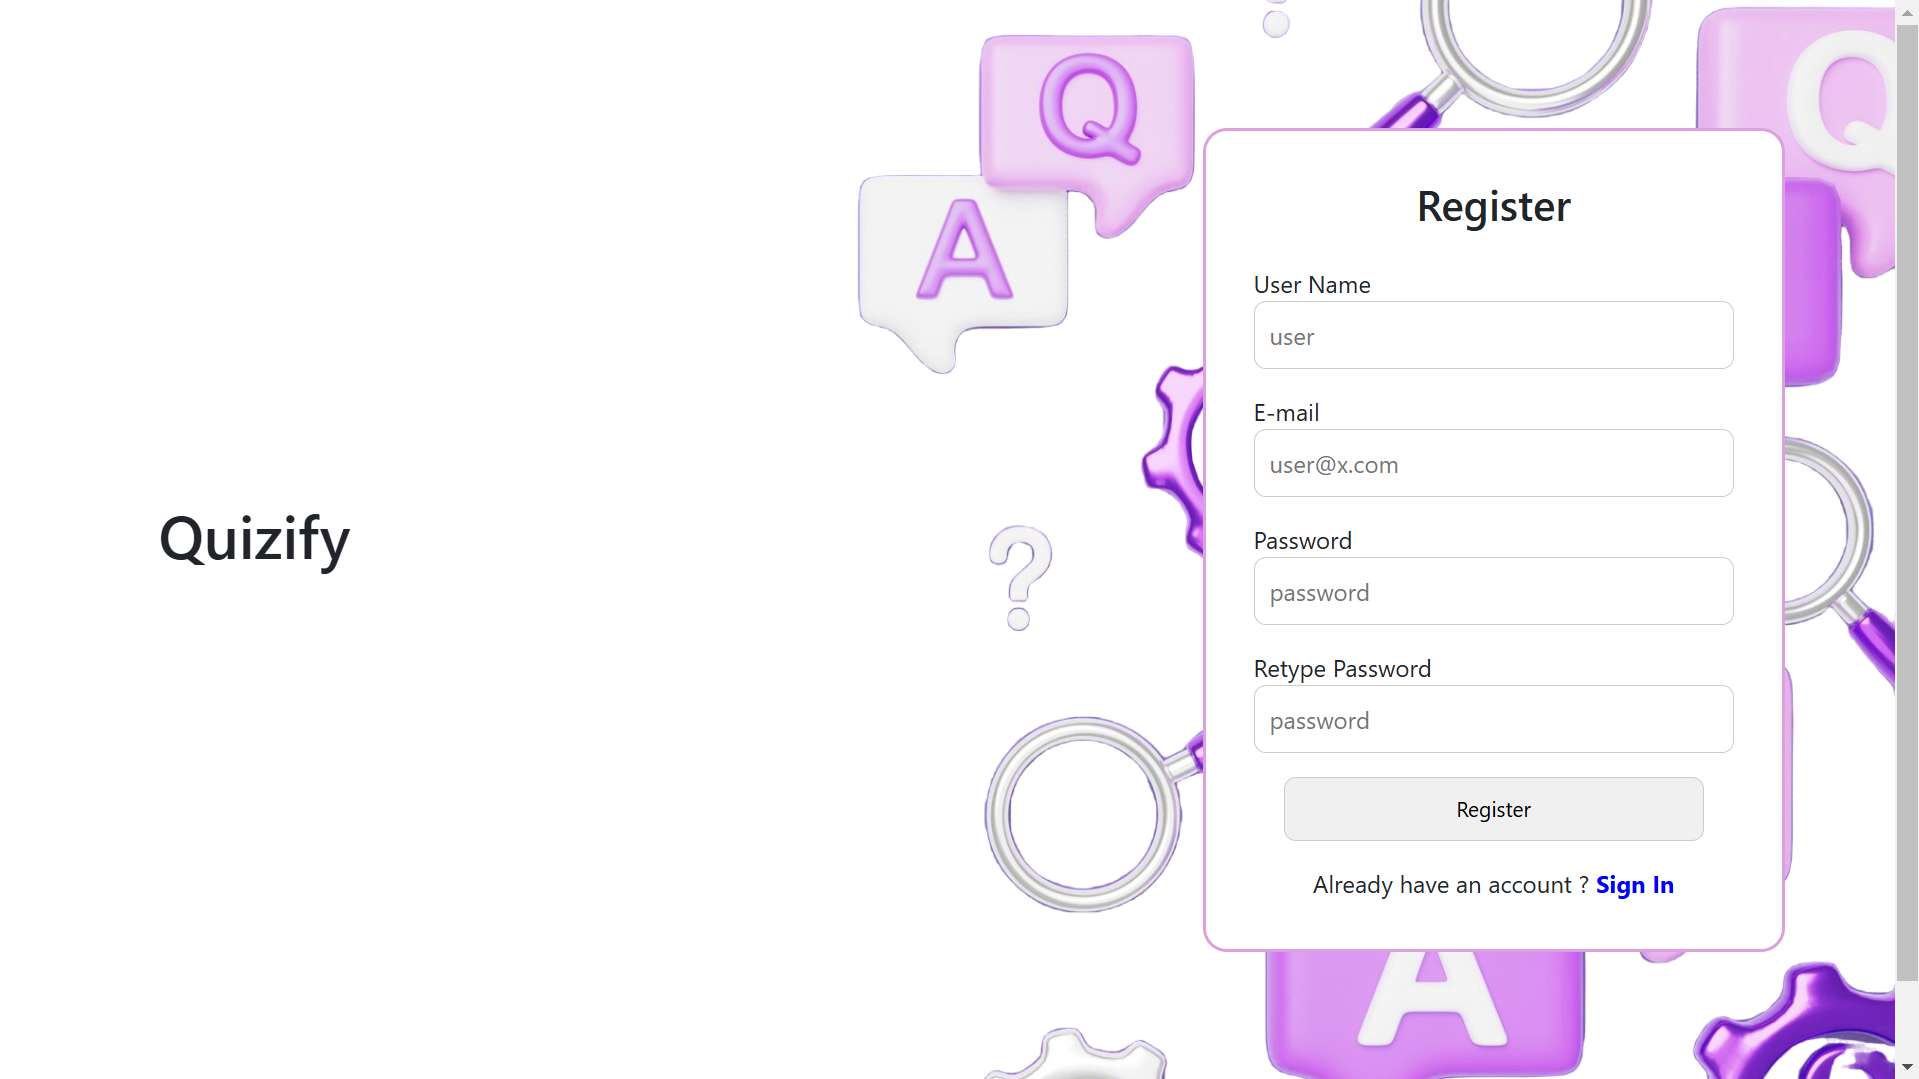 Q
A
Q
Quizify
?
Register
User Name
user
E-mail
user@x.com
Password
password
Retype Password
password
Register
Already have an account ? Sign In
A